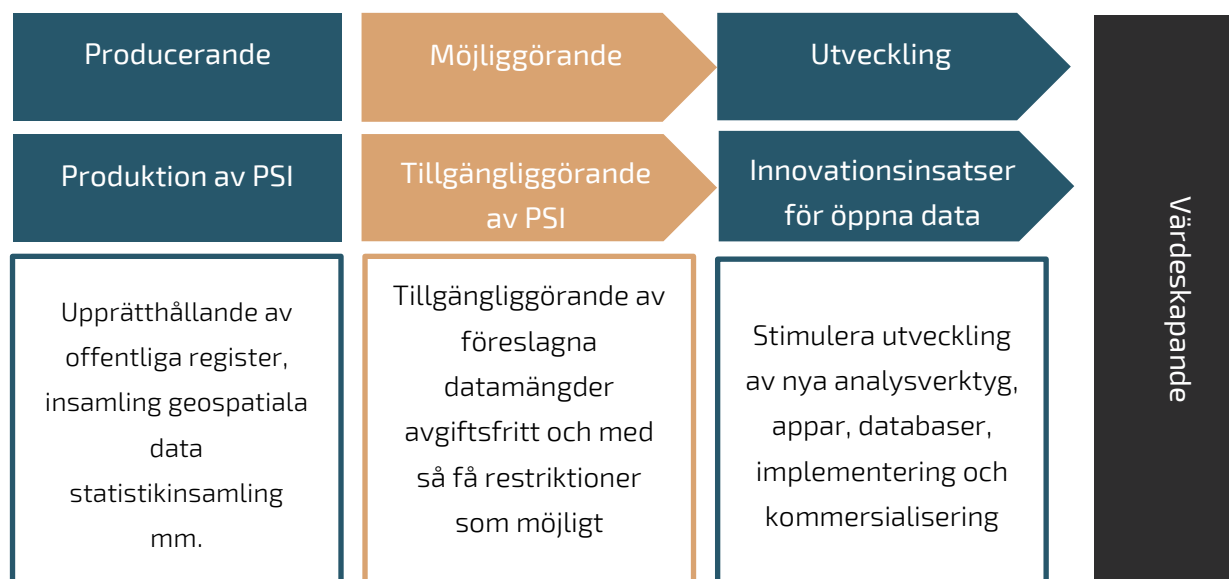 Producerande
Möjliggörande
Utveckling
Produktion av PSI
Tillgängliggörande
av PSI
Innovationsinsatser
för öppna data
Upprätthållande av
offentliga register,
insamling geospatiala
data
statistikinsamling
mm.
Tillgängliggörande av
föreslagna
datamängder
avgiftsfritt och med
så få restriktioner
som möjligt
Stimulera utveckling
av nya analysverktyg,
appar, databaser,
implementering och
kommersialisering
Värdeskapande